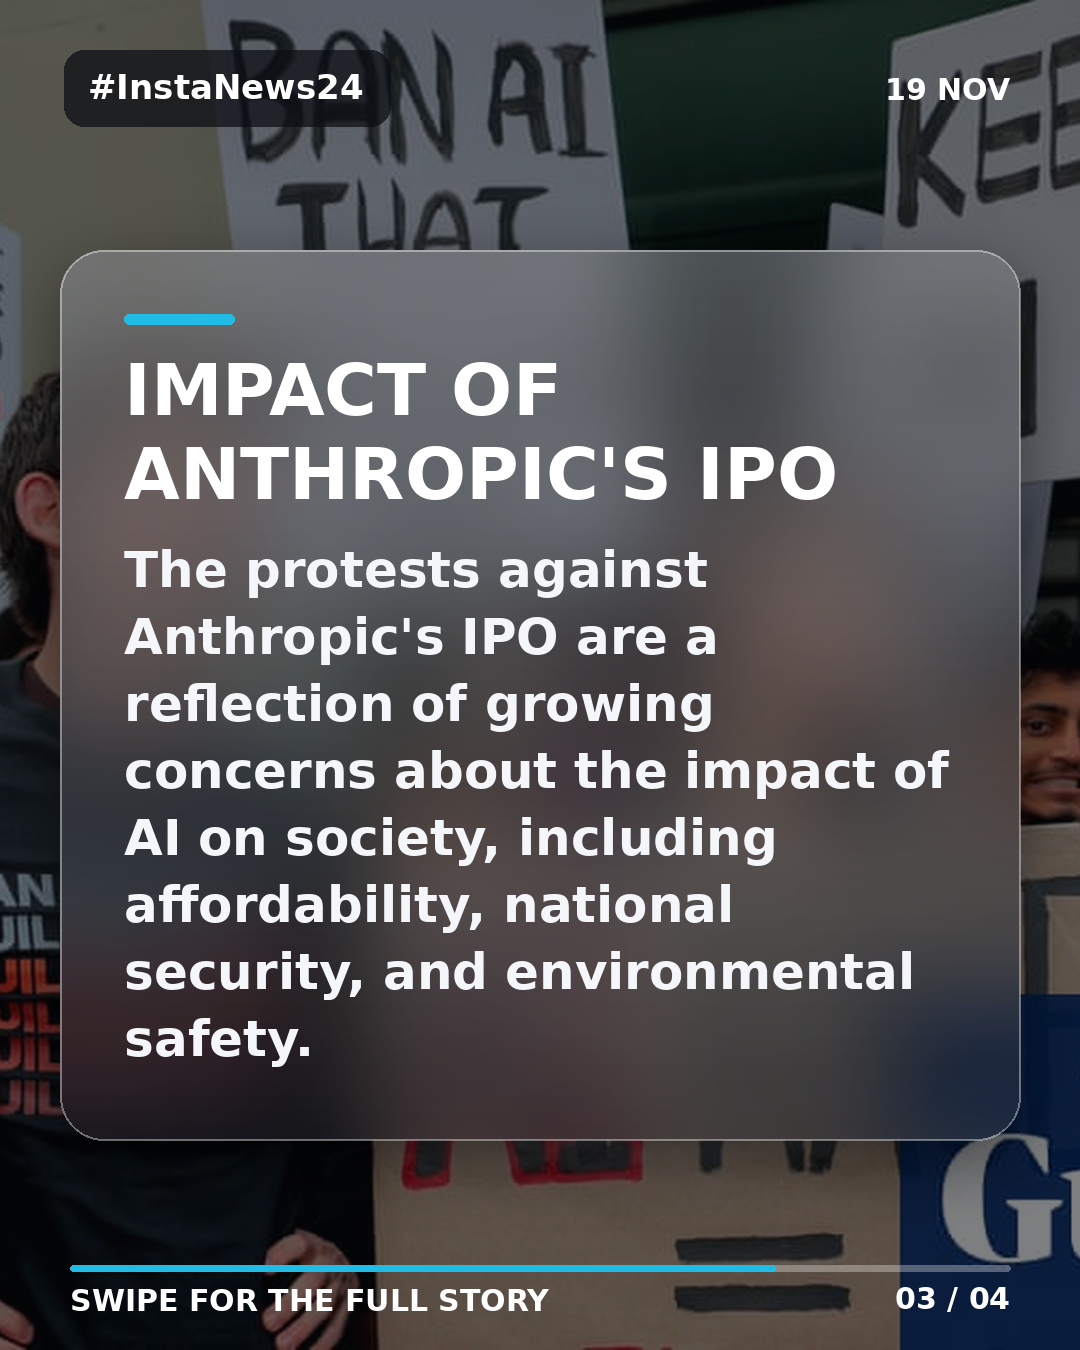 #InstaNews24
19 NOV
BAN AI
THAT
KEE
IMPACT OF
ANTHROPIC'S IPO
The protests against
Anthropic's IPO are a
reflection of growing
concerns about the impact of
AI on society, including
affordability, national
security, and environmental
safety.
SWIPE FOR THE FULL STORY
03 / 04